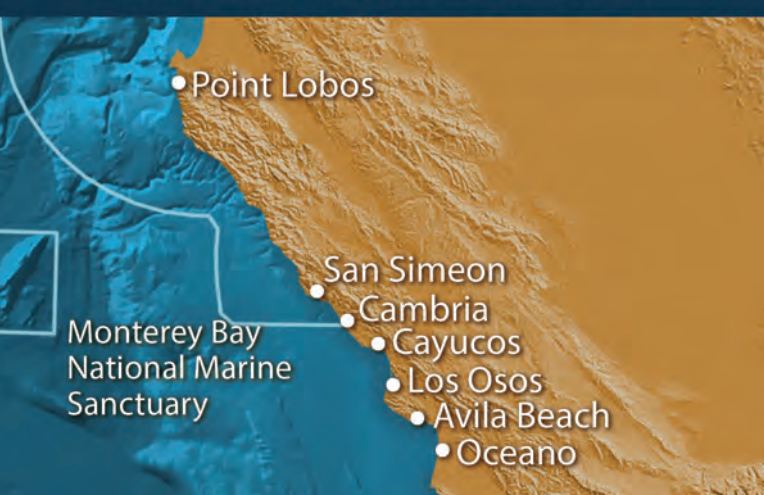 Point Lobos
San Simeon
Cambria
Monterey Bay
National Marine
Sanctuary
Cayucos
Los Osos
Avila Beach
Oceano